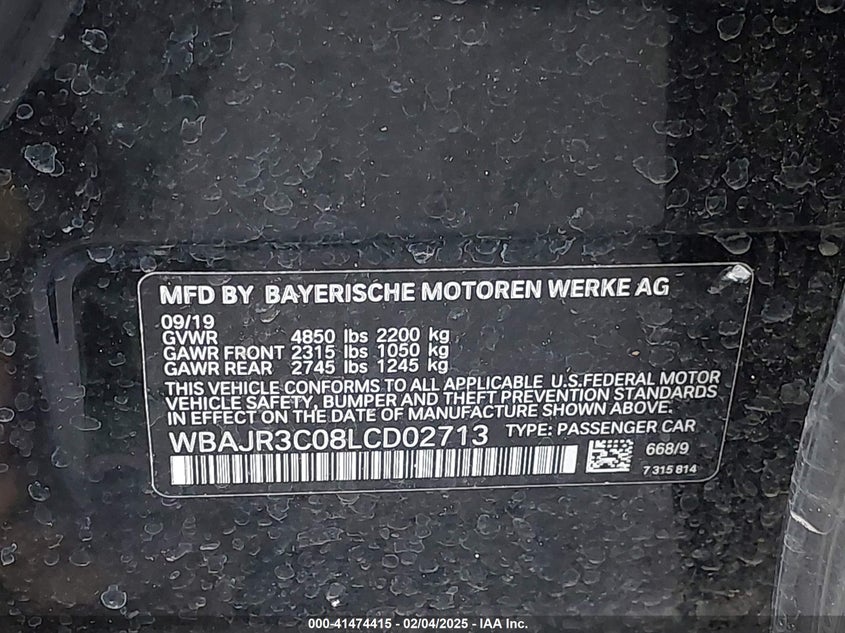 MFD BY BAYERISCHE MOTOREN WERKE AG
09/19
GVWR 4850 lbs 2200 kg
GAWR FRONT 2315 lbs 1050 kg
GAWR REAR 2745 lbs 1245 kg
THIS VEHICLE CONFORMS TO ALL APPLICABLE U.S.FEDERAL MOTOR
VEHICLE SAFETY, BUMPER AND THEFT PREVENTION STANDARDS
IN EFFECT ON THE DATE OF MANUFACTURE SHOWN ABOVE.
WBAJR3C08LCD02713 TYPE: PASSENGER CAR
668/9
7 315 814
000-41474415 - 02/04/2025 - IAA Inc.